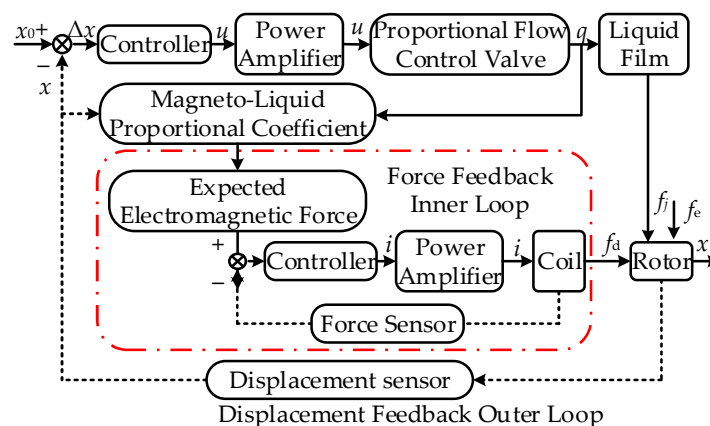 x₀+
Δx
Controller
u
Power
Amplifier
u
Proportional Flow
Control Valve
q
Liquid
Film
−
x
Magneto-Liquid
Proportional Coefficient
Expected
Electromagnetic Force
Force Feedback
Inner Loop
fⱼ
fₑ
+
−
Controller
i
Power
Amplifier
i
Coil
f_d
Rotor
x
Force Sensor
Displacement sensor
Displacement Feedback Outer Loop